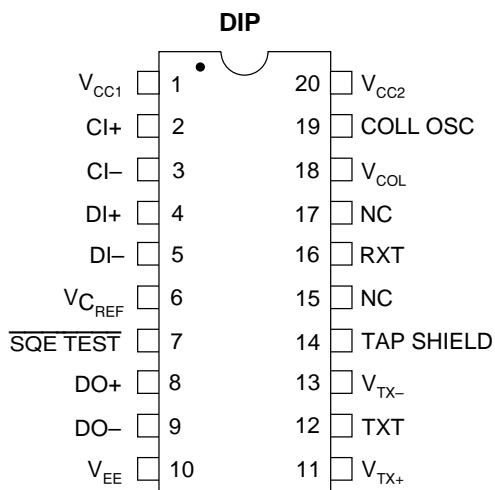 DIP
VCC1 1 20 VCC2
CI+ 2 19 COLL OSC
CI– 3 18 VCOL
DI+ 4 17 NC
DI– 5 16 RXT
VCREF 6 15 NC
SQE TEST 7 14 TAP SHIELD
DO+ 8 13 VTX–
DO– 9 12 TXT
VEE 10 11 VTX+